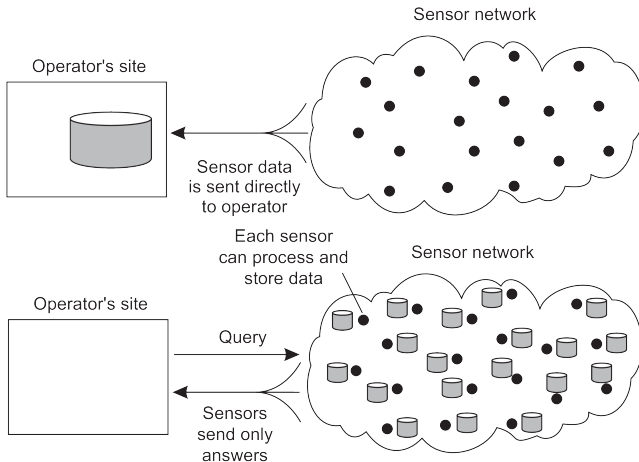 Sensor network
Operator's site
Sensor data
is sent directly
to operator
Each sensor
can process and
store data
Sensor network
Operator's site
Query
Sensors
send only
answers